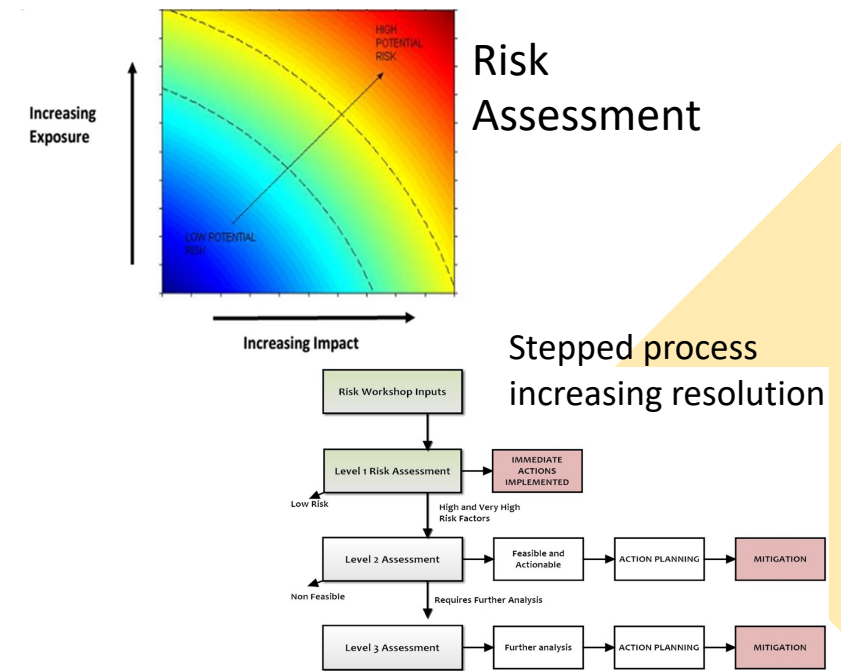 HIGH
POTENTIAL
RISK
Risk
Assessment
Increasing
Exposure
LOW POTENTIAL
RISK
Increasing Impact
Stepped process
increasing resolution
Risk Workshop Inputs
Level 1 Risk Assessment
IMMEDIATE
ACTIONS
IMPLEMENTED
Low Risk
High and Very High
Risk Factors
Level 2 Assessment
Feasible and
Actionable
ACTION PLANNING
MITIGATION
Non Feasible
Requires Further Analysis
Level 3 Assessment
Further analysis
ACTION PLANNING
MITIGATION